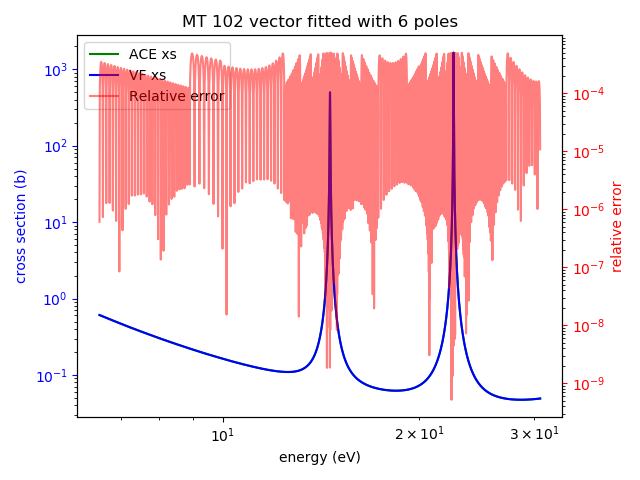 MT 102 vector fitted with 6 poles
ACE xs
VF xs
Relative error
cross section (b)
10³
10²
10¹
10⁰
10⁻¹
10⁻⁴
10⁻⁵
10⁻⁶
10⁻⁷
10⁻⁸
10⁻⁹
relative error
10¹
2 × 10¹
3 × 10¹
energy (eV)